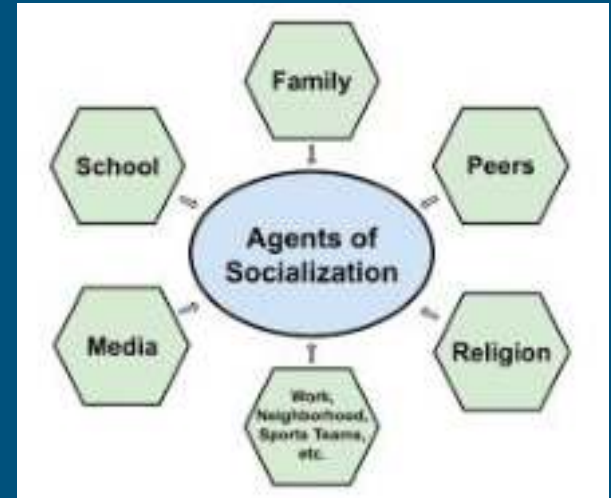 Family
School
Peers
Agents of
Socialization
Media
Religion
Work,
Neighborhood,
Sports Teams,
etc.